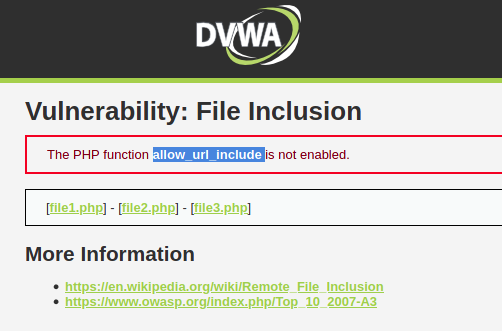 DVWA
Vulnerability: File Inclusion
The PHP function allow_url_include is not enabled.
[file1.php] - [file2.php] - [file3.php]
More Information
• https://en.wikipedia.org/wiki/Remote_File_Inclusion
• https://www.owasp.org/index.php/Top_10_2007-A3